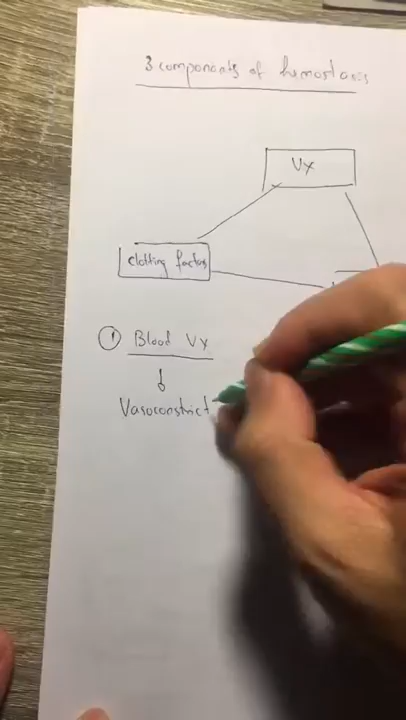 3 components of hemostasis
Vx
clotting factors
1 Blood Vx
Vasoconstrict